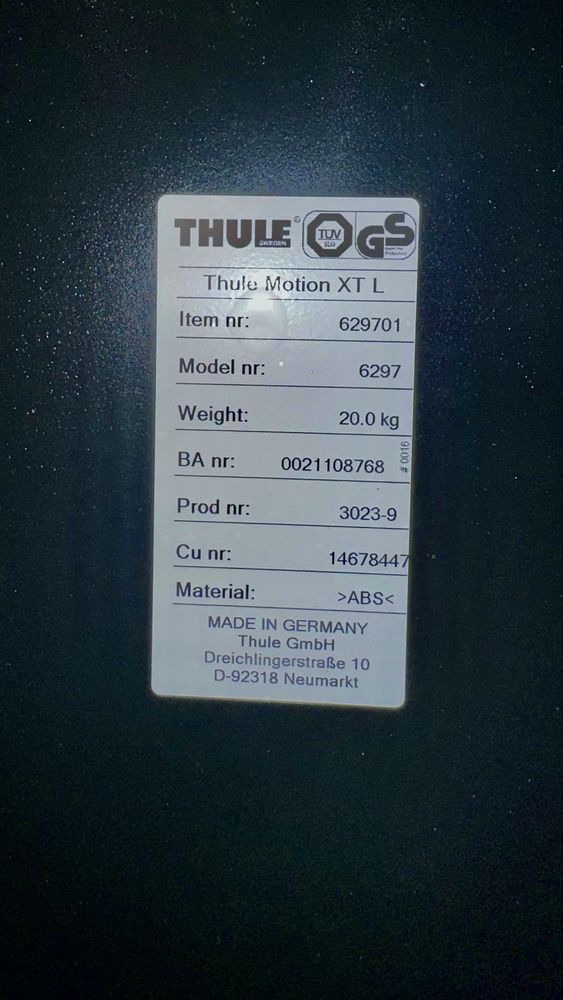 THULE®
SWEDEN
TÜV
SÜD
GS
Thule Motion XT L
Item nr: 629701
Model nr: 6297
Weight: 20.0 kg
BA nr: 0021108768
# 0016
Prod nr: 3023-9
Cu nr: 14678447
Material: >ABS<
MADE IN GERMANY
Thule GmbH
Dreichlingerstraße 10
D-92318 Neumarkt